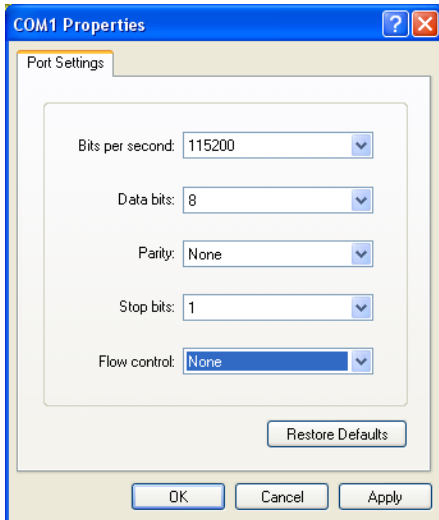 COM1 Properties
Port Settings
Bits per second: 115200
Data bits: 8
Parity: None
Stop bits: 1
Flow control: None
Restore Defaults
OK Cancel Apply